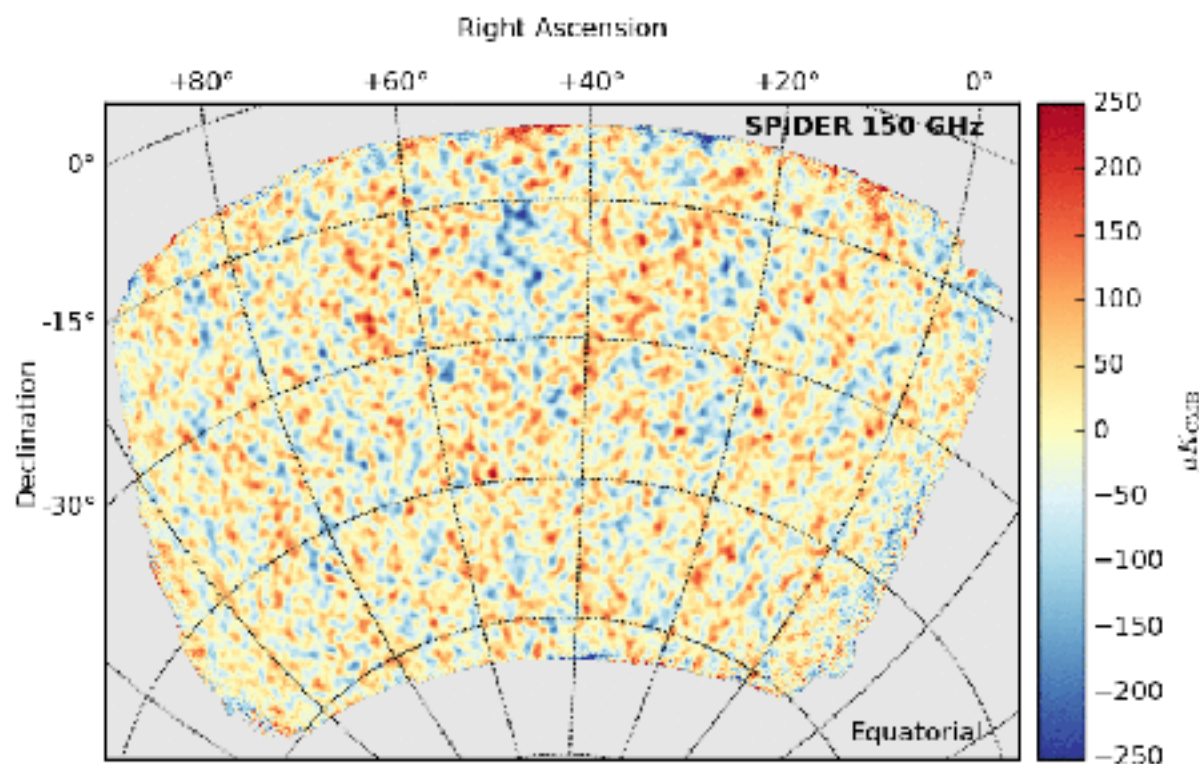 Right Ascension
+80° +60° +40° +20° 0°
SPIDER 150 GHz
0°
-15°
-30°
Declination
Equatorial
250
200
150
100
50
0
−50
−100
−150
−200
−250
μK_CMB